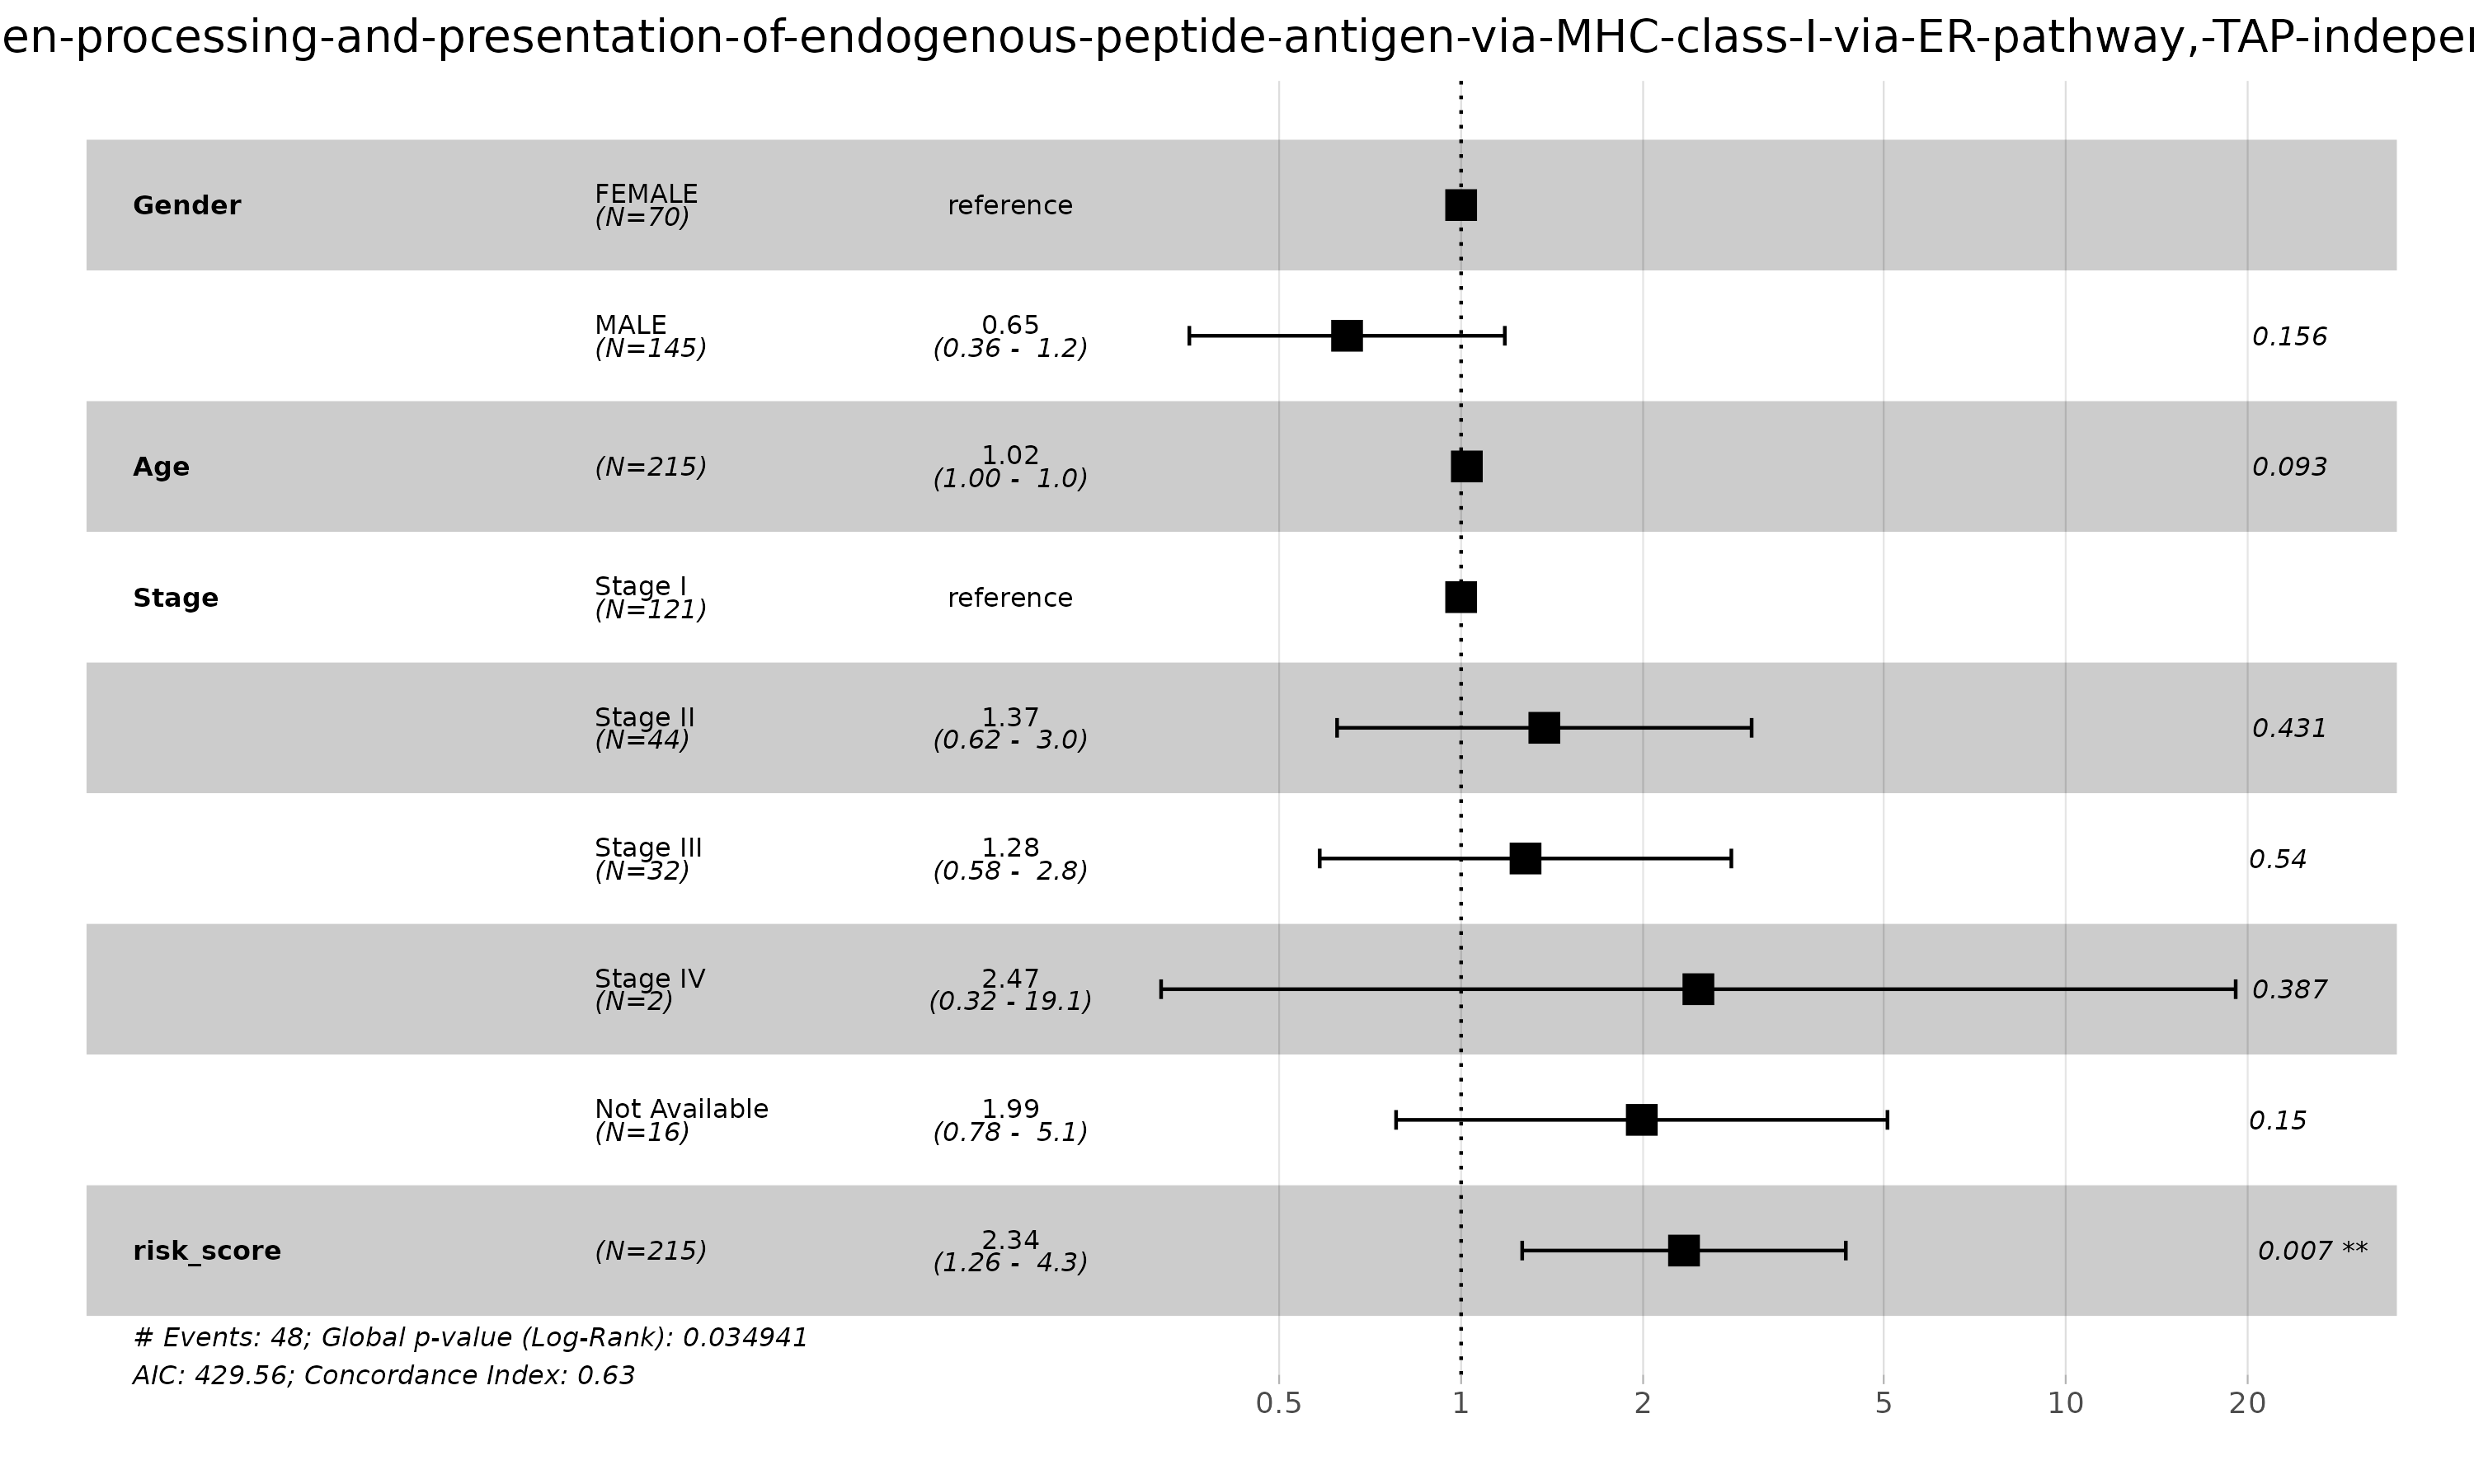 en-processing-and-presentation-of-endogenous-peptide-antigen-via-MHC-class-I-via-ER-pathway,-TAP-indepe
Gender FEMALE reference
(N=70)
MALE 0.65 0.156
(N=145) (0.36 - 1.2)
Age (N=215) 1.02 0.093
(1.00 - 1.0)
Stage Stage I reference
(N=121)
Stage II 1.37 0.431
(N=44) (0.62 - 3.0)
Stage III 1.28 0.54
(N=32) (0.58 - 2.8)
Stage IV 2.47 0.387
(N=2) (0.32 - 19.1)
Not Available 1.99 0.15
(N=16) (0.78 - 5.1)
risk_score (N=215) 2.34 0.007 **
(1.26 - 4.3)
# Events: 48; Global p-value (Log-Rank): 0.034941
AIC: 429.56; Concordance Index: 0.63
0.5 1 2 5 10 20